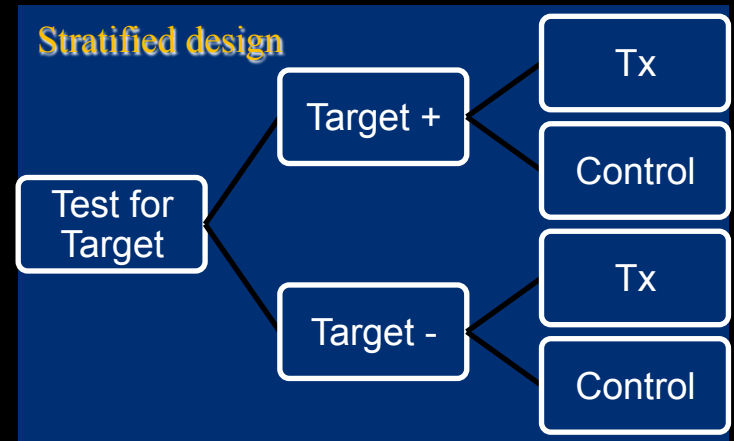 Stratified design
Test for
Target
Target +
Tx
Control
Target -
Tx
Control